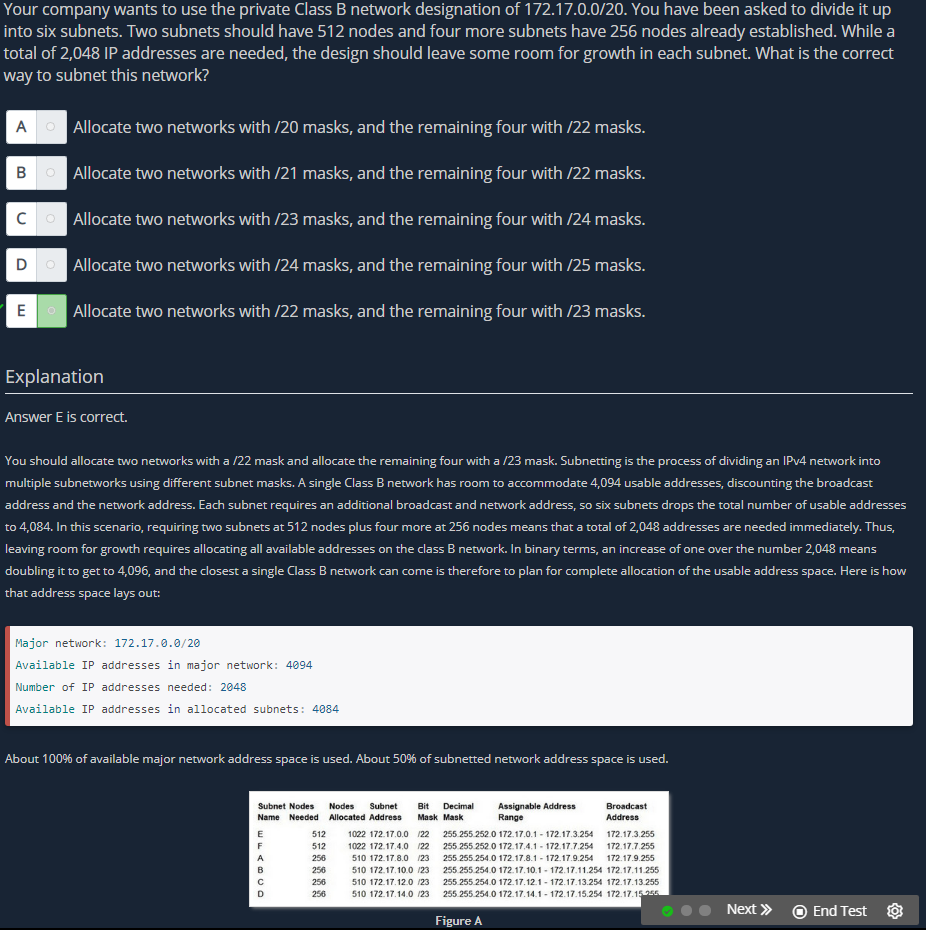 Your company wants to use the private Class B network designation of 172.17.0.0/20. You have been asked to divide it up
into six subnets. Two subnets should have 512 nodes and four more subnets have 256 nodes already established. While a
total of 2,048 IP addresses are needed, the design should leave some room for growth in each subnet. What is the correct
way to subnet this network?
A Allocate two networks with /20 masks, and the remaining four with /22 masks.
B Allocate two networks with /21 masks, and the remaining four with /22 masks.
C Allocate two networks with /23 masks, and the remaining four with /24 masks.
D Allocate two networks with /24 masks, and the remaining four with /25 masks.
E Allocate two networks with /22 masks, and the remaining four with /23 masks.
Explanation
Answer E is correct.
You should allocate two networks with a /22 mask and allocate the remaining four with a /23 mask. Subnetting is the process of dividing an IPv4 network into
multiple subnetworks using different subnet masks. A single Class B network has room to accommodate 4,094 usable addresses, discounting the broadcast
address and the network address. Each subnet requires an additional broadcast and network address, so six subnets drops the total number of usable addresses
to 4,084. In this scenario, requiring two subnets at 512 nodes plus four more at 256 nodes means that a total of 2,048 addresses are needed immediately. Thus,
leaving room for growth requires allocating all available addresses on the class B network. In binary terms, an increase of one over the number 2,048 means
doubling it to get to 4,096, and the closest a single Class B network can come is therefore to plan for complete allocation of the usable address space. Here is how
that address space lays out:
Major network: 172.17.0.0/20
Available IP addresses in major network: 4094
Number of IP addresses needed: 2048
Available IP addresses in allocated subnets: 4084
About 100% of available major network address space is used. About 50% of subnetted network address space is used.
Subnet Nodes Nodes Subnet Bit Decimal Assignable Address Broadcast
Name Needed Allocated Address Mask Mask Range Address
E 512 1022 172.17.0.0 /22 255.255.252.0 172.17.0.1 - 172.17.3.254 172.17.3.255
F 512 1022 172.17.4.0 /22 255.255.252.0 172.17.4.1 - 172.17.7.254 172.17.7.255
A 256 510 172.17.8.0 /23 255.255.254.0 172.17.8.1 - 172.17.9.254 172.17.9.255
B 256 510 172.17.10.0 /23 255.255.254.0 172.17.10.1 - 172.17.11.254 172.17.11.255
C 256 510 172.17.12.0 /23 255.255.254.0 172.17.12.1 - 172.17.13.254 172.17.13.255
D 256 510 172.17.14.0 /23 255.255.254.0 172.17.14.1 - 172.17.15.254 172.17.15.255
Figure A
Next
End Test